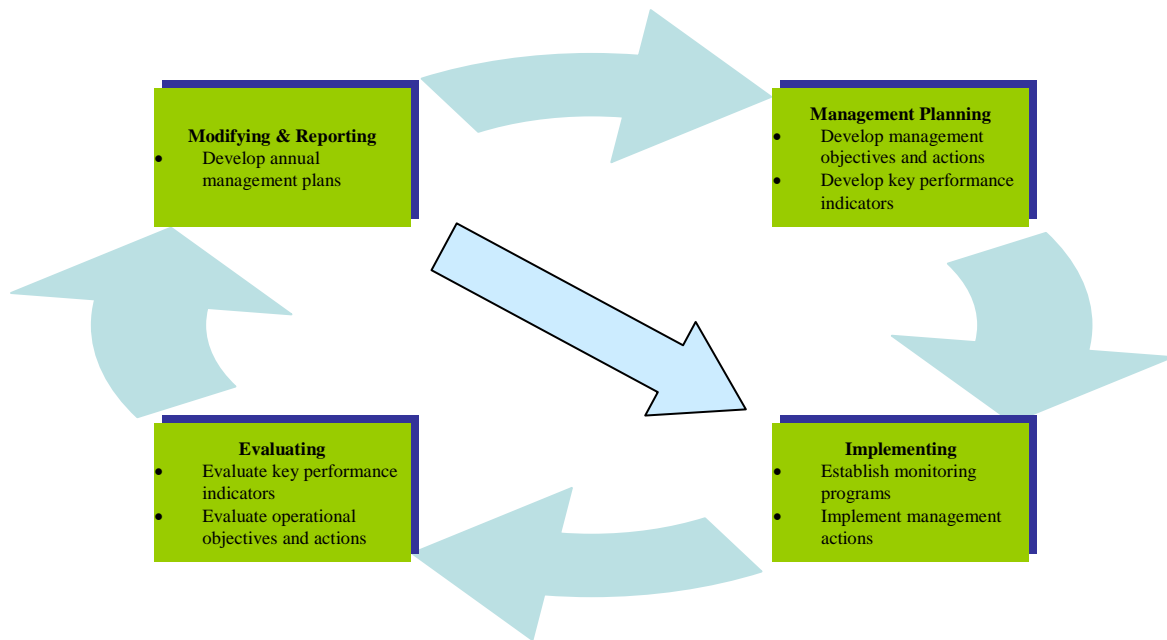 Modifying & Reporting
• Develop annual
management plans
Management Planning
• Develop management
objectives and actions
• Develop key performance
indicators
Evaluating
• Evaluate key performance
indicators
• Evaluate operational
objectives and actions
Implementing
• Establish monitoring
programs
• Implement management
actions